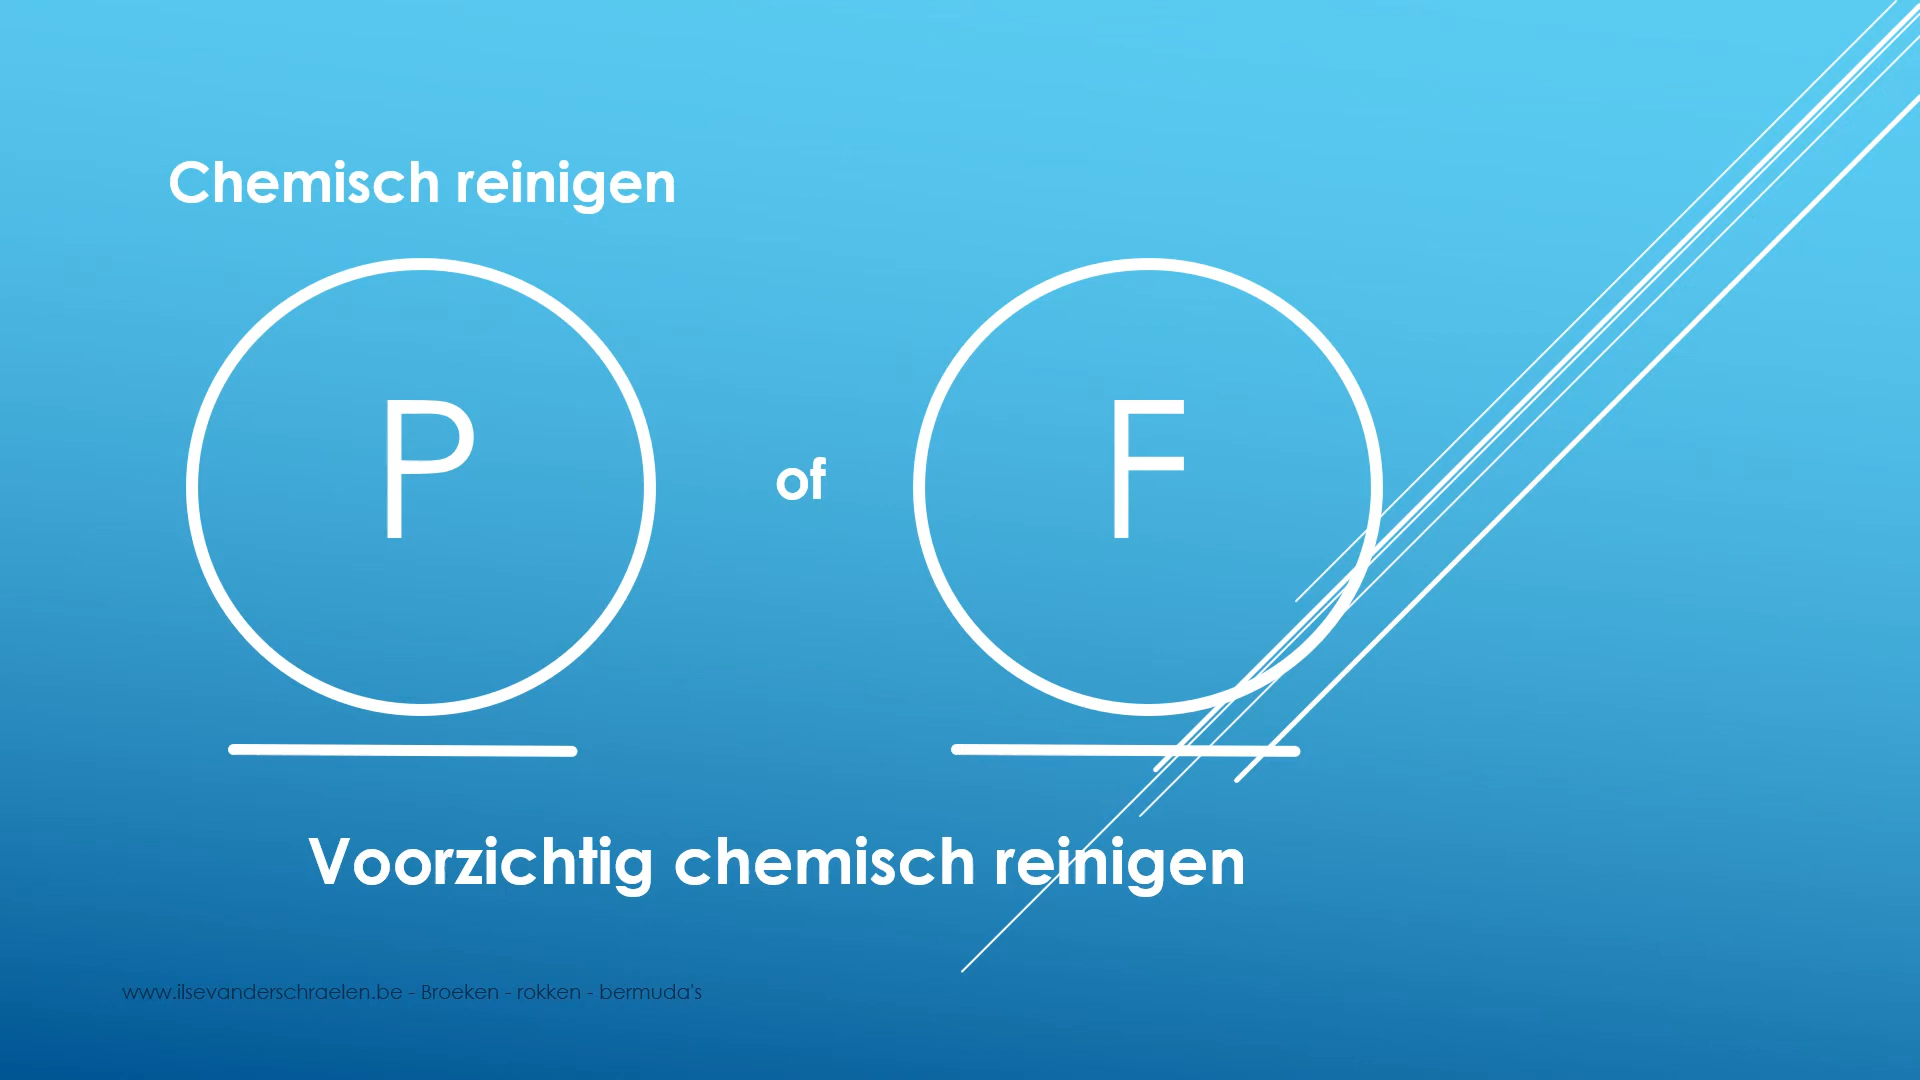 Chemisch reinigen
P
of
F
Voorzichtig chemisch reinigen
www.ilsevanderschraelen.be - Broeken - rokken - bermuda's